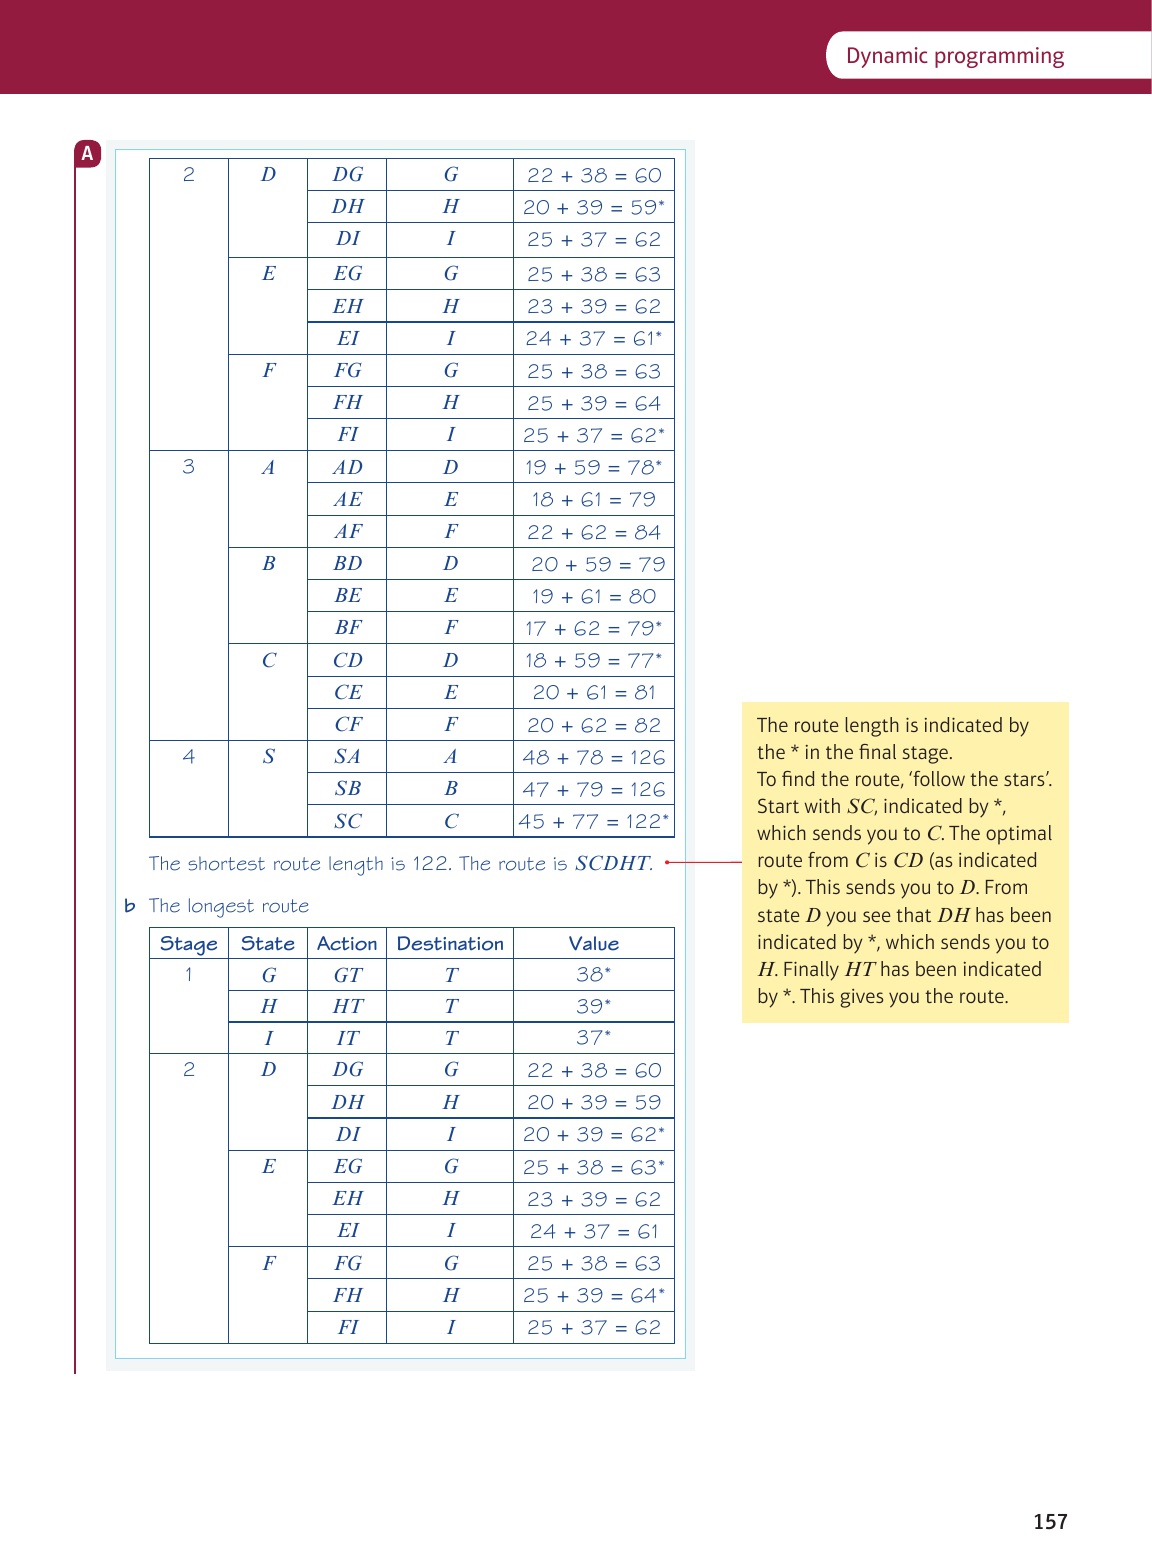 Dynamic programming
A
2 D DG G 22 + 38 = 60
DH H 20 + 39 = 59*
DI I 25 + 37 = 62
E EG G 25 + 38 = 63
EH H 23 + 39 = 62
EI I 24 + 37 = 61*
F FG G 25 + 38 = 63
FH H 25 + 39 = 64
FI I 25 + 37 = 62*
3 A AD D 19 + 59 = 78*
AE E 18 + 61 = 79
AF F 22 + 62 = 84
B BD D 20 + 59 = 79
BE E 19 + 61 = 80
BF F 17 + 62 = 79*
C CD D 18 + 59 = 77*
CE E 20 + 61 = 81
CF F 20 + 62 = 82
4 S SA A 48 + 78 = 126
SB B 47 + 79 = 126
SC C 45 + 77 = 122*
The shortest route length is 122. The route is SCDHT.
The route length is indicated by
the * in the final stage.
To find the route, ‘follow the stars’.
Start with SC, indicated by *,
which sends you to C. The optimal
route from C is CD (as indicated
by *). This sends you to D. From
state D you see that DH has been
indicated by *, which sends you to
H. Finally HT has been indicated
by *. This gives you the route.
b The longest route
Stage State Action Destination Value
1 G GT T 38*
H HT T 39*
I IT T 37*
2 D DG G 22 + 38 = 60
DH H 20 + 39 = 59
DI I 20 + 39 = 62*
E EG G 25 + 38 = 63*
EH H 23 + 39 = 62
EI I 24 + 37 = 61
F FG G 25 + 38 = 63
FH H 25 + 39 = 64*
FI I 25 + 37 = 62
157